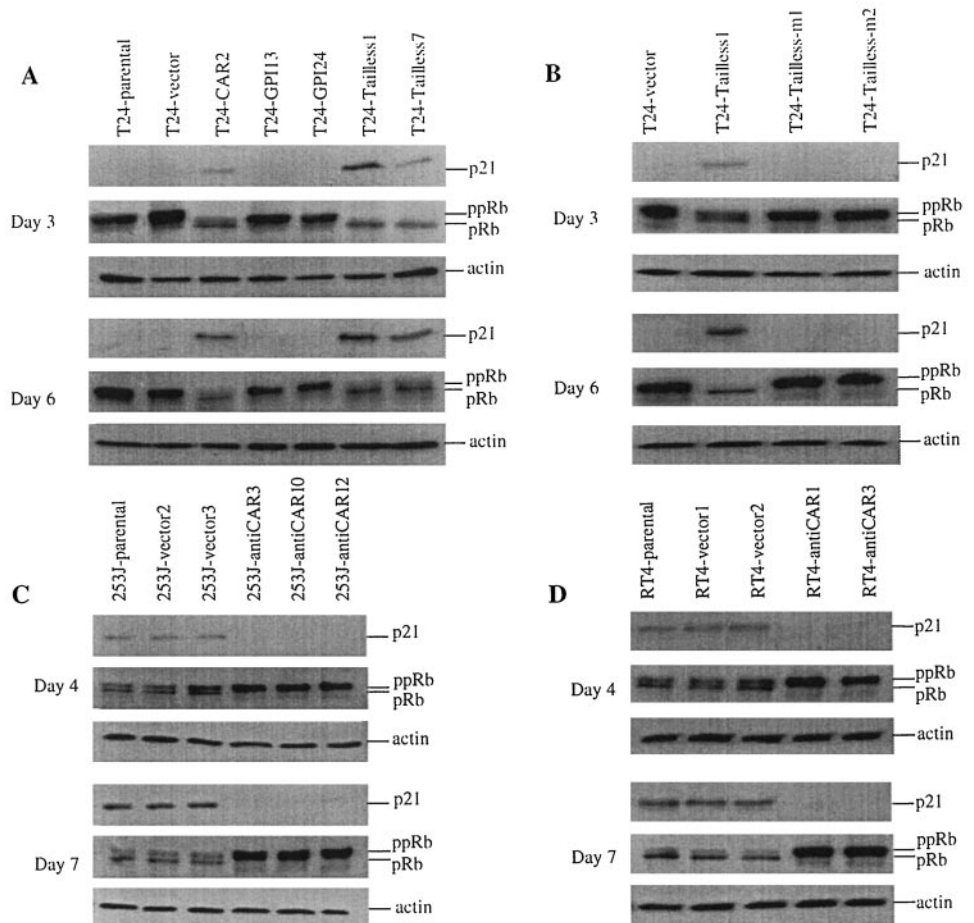 A
T24-parental
T24-vector
T24-CAR2
T24-GPI13
T24-GPI24
T24-Tailless1
T24-Tailless7
p21
Day 3
ppRb
pRb
actin
p21
Day 6
ppRb
pRb
actin
B
T24-vector
T24-Tailless1
T24-Tailless-m1
T24-Tailless-m2
p21
Day 3
ppRb
pRb
actin
p21
Day 6
ppRb
pRb
actin
C
253J-parental
253J-vector2
253J-vector3
253J-antiCAR3
253J-antiCAR10
253J-antiCAR12
p21
Day 4
ppRb
pRb
actin
p21
Day 7
ppRb
pRb
actin
D
RT4-parental
RT4-vector1
RT4-vector2
RT4-antiCAR1
RT4-antiCAR3
p21
Day 4
ppRb
pRb
actin
p21
Day 7
ppRb
pRb
actin